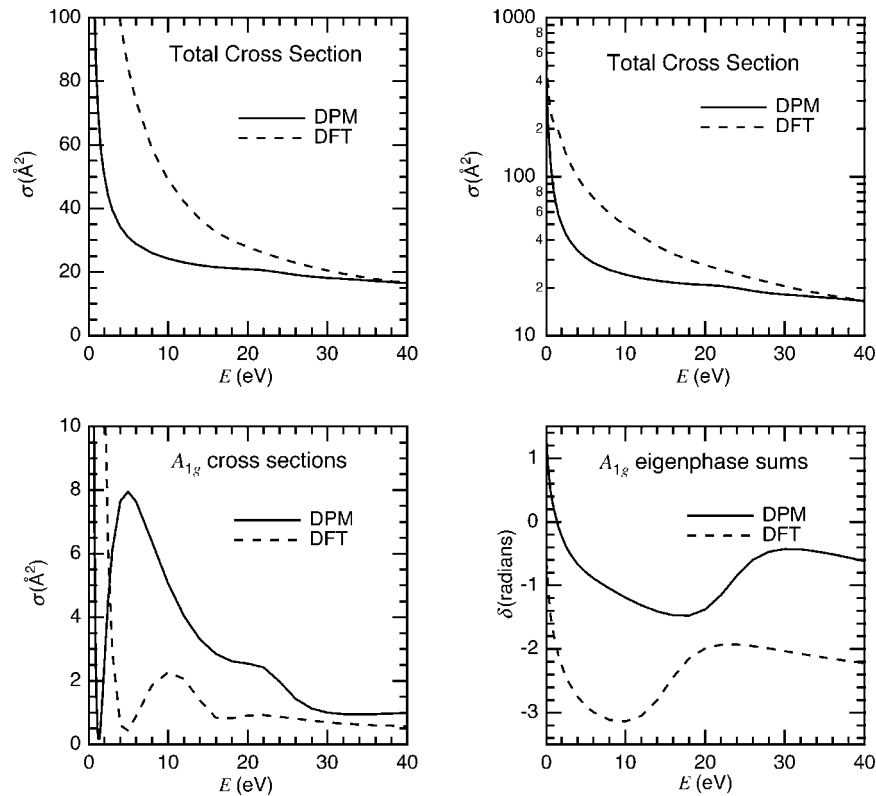 100
80
60
40
20
0
σ(Å²)
Total Cross Section
DPM
DFT
0
10
20
30
40
E (eV)
1000
8
6
4
2
100
8
6
4
2
10
σ(Å²)
Total Cross Section
DPM
DFT
0
10
20
30
40
E (eV)
10
8
6
4
2
0
σ(Å²)
A1g cross sections
DPM
DFT
0
10
20
30
40
E (eV)
1
0
-1
-2
-3
δ(radians)
A1g eigenphase sums
DPM
DFT
0
10
20
30
40
E (eV)